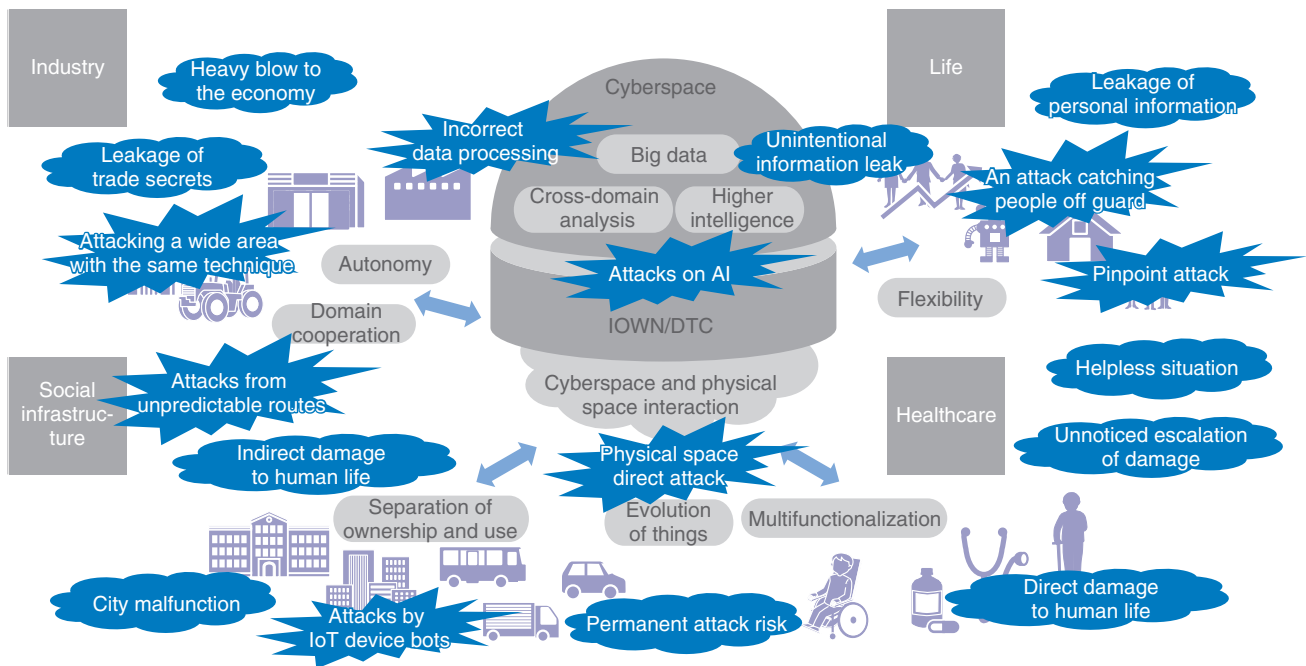 Industry
Heavy blow to
the economy
Cyberspace
Life
Leakage of
personal information
Incorrect
data processing
Big data
Unintentional
information leak
Leakage of
trade secrets
Cross-domain
analysis
Higher
intelligence
An attack catching
people off guard
Attacking a wide area
with the same technique
Autonomy
Attacks on AI
Pinpoint attack
Flexibility
Domain
cooperation
IOWN/DTC
Social
infrastruc-
ture
Attacks from
unpredictable routes
Cyberspace and physical
space interaction
Healthcare
Helpless situation
Indirect damage
to human life
Physical space
direct attack
Unnoticed escalation
of damage
Separation of
ownership and use
Evolution
of things
Multifunctionalization
City malfunction
Attacks by
IoT device bots
Permanent attack risk
Direct damage
to human life